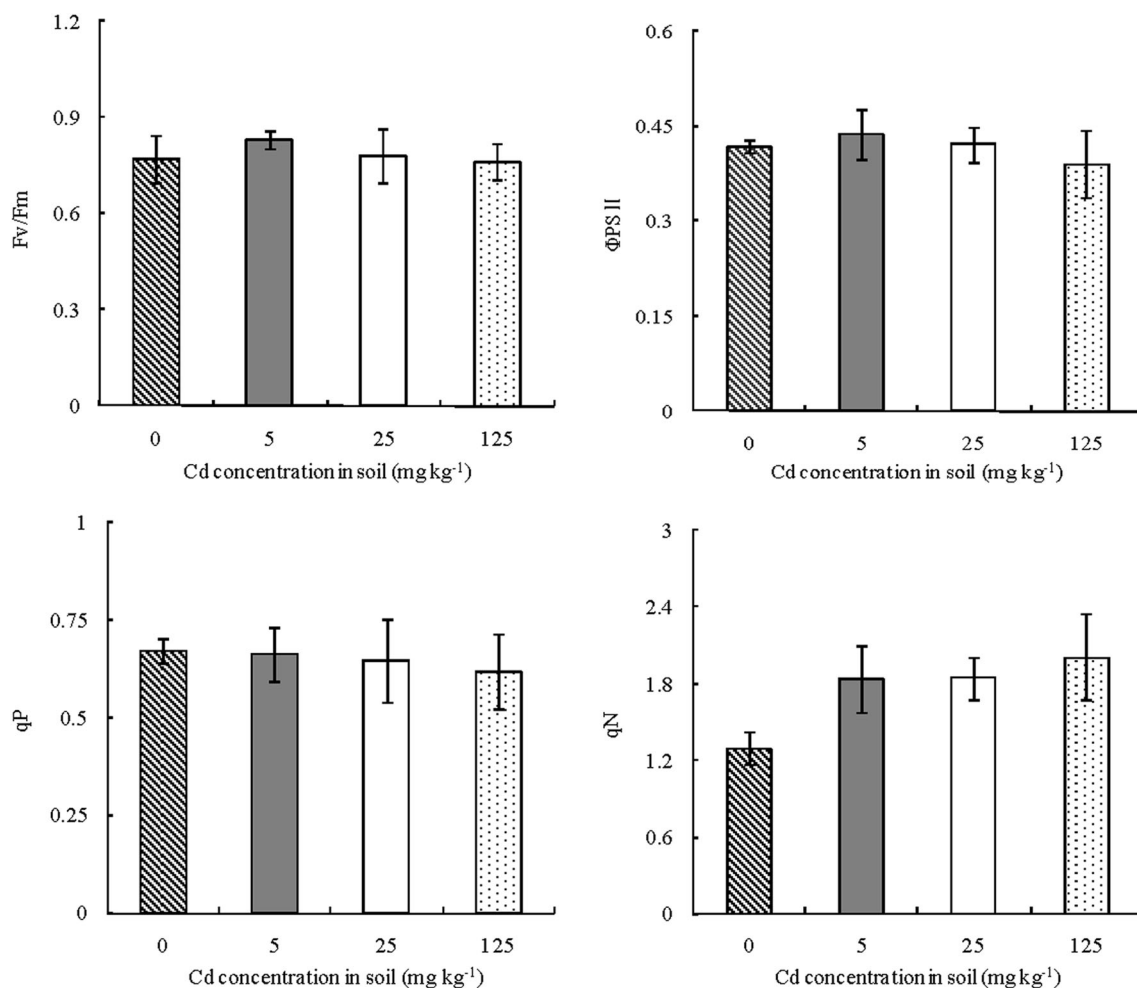 1.2
0.9
0.6
0.3
0
Fv/Fm
0 5 25 125
Cd concentration in soil (mg kg⁻¹)
0.6
0.45
0.3
0.15
0
ΦPS II
0 5 25 125
Cd concentration in soil (mg kg⁻¹)
1
0.75
0.5
0.25
0
qP
0 5 25 125
Cd concentration in soil (mg kg⁻¹)
3
2.4
1.8
1.2
0.6
0
qN
0 5 25 125
Cd concentration in soil (mg kg⁻¹)